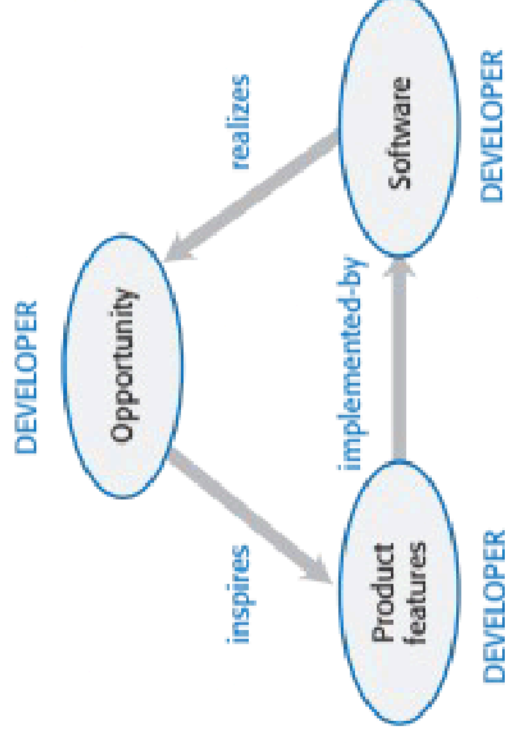 DEVELOPER
Opportunity
inspires
realizes
Product
features
implemented-by
Software
DEVELOPER
DEVELOPER